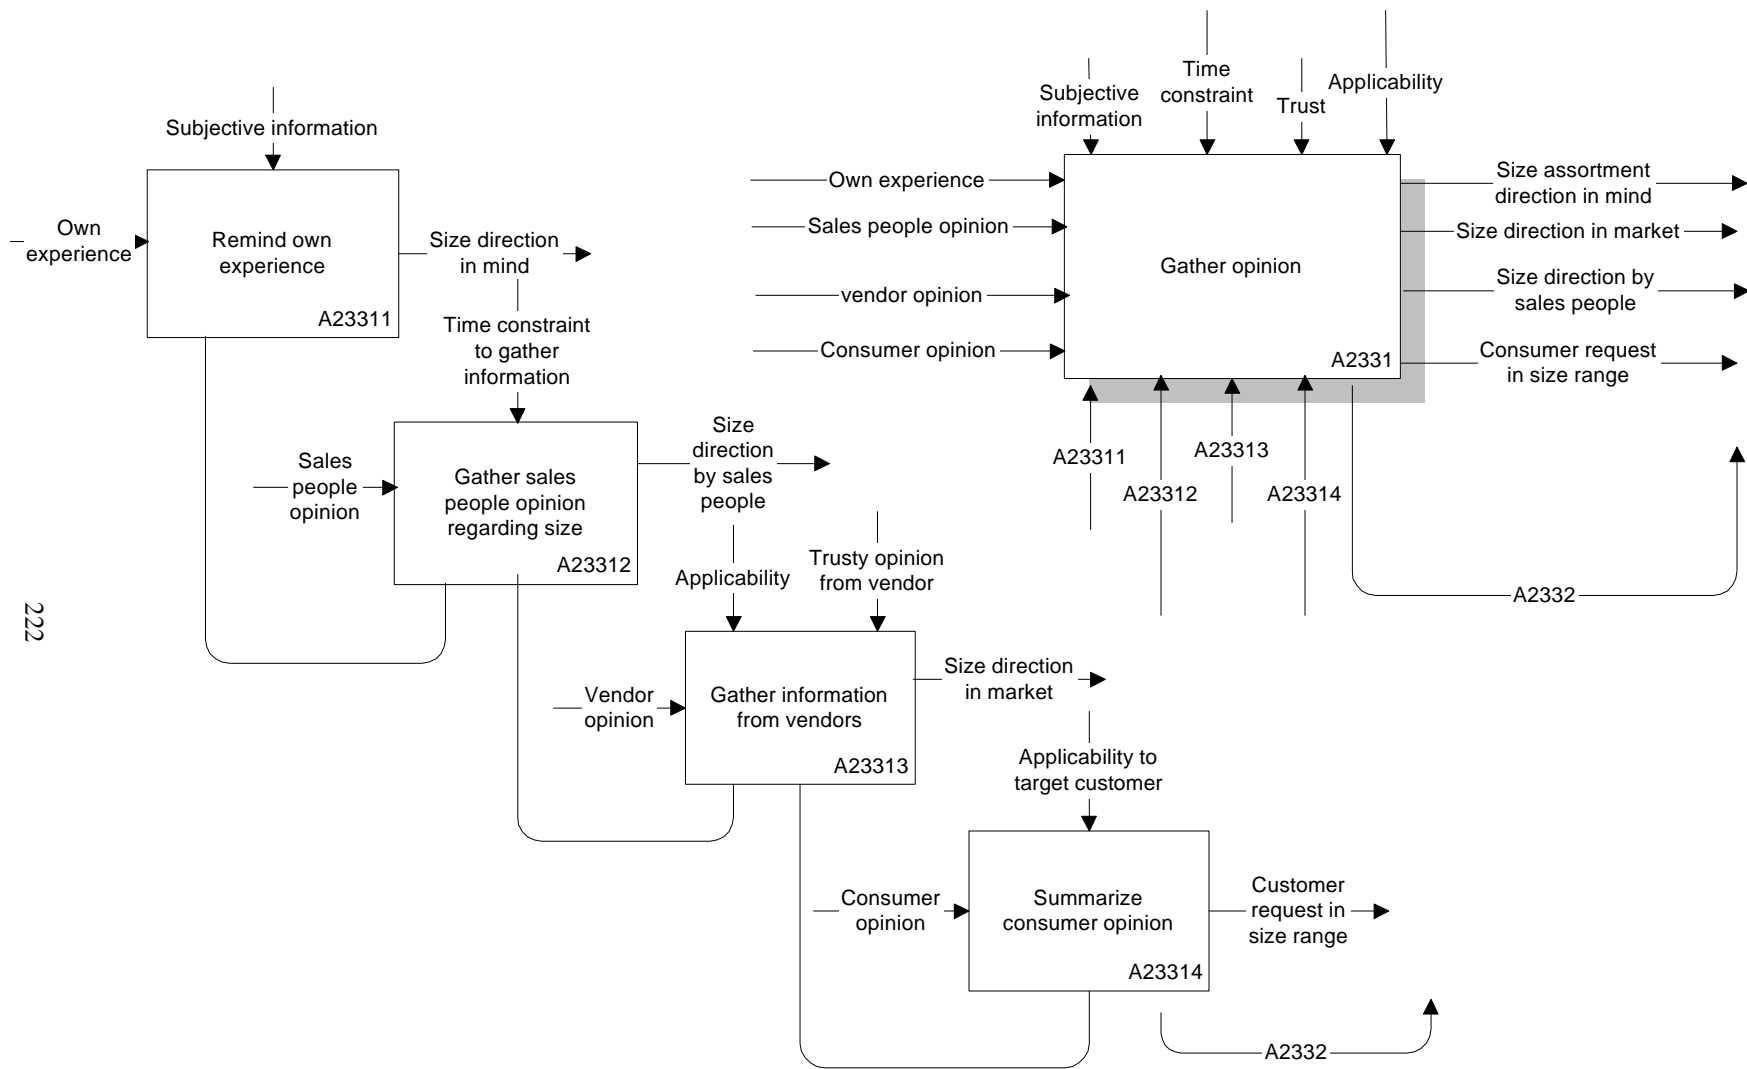 Subjective information
Own
experience
Remind own
experience
A23311
Size direction
in mind
Time constraint
to gather
information
Sales
people
opinion
Gather sales
people opinion
regarding size
A23312
Size
direction
by sales
people
Applicability
Trusty opinion
from vendor
Vendor
opinion
Gather information
from vendors
A23313
Size direction
in market
Applicability to
target customer
Consumer
opinion
Summarize
consumer opinion
A23314
Customer
request in
size range
A2332
Subjective
information
Time
constraint
Trust
Applicability
Own experience
Sales people opinion
vendor opinion
Consumer opinion
Gather opinion
A2331
Size assortment
direction in mind
Size direction in market
Size direction by
sales people
Consumer request
in size range
A23311
A23312
A23313
A23314
A2332
222